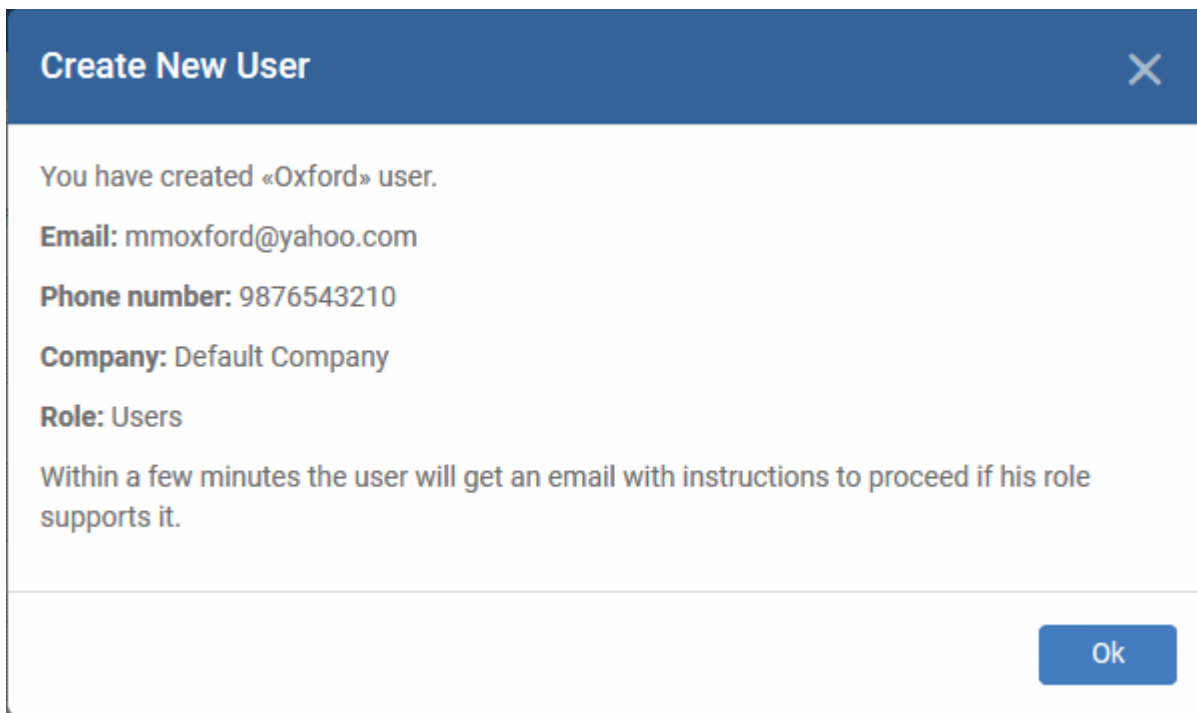 Create New User
You have created «Oxford» user.
Email: mmoxford@yahoo.com
Phone number: 9876543210
Company: Default Company
Role: Users
Within a few minutes the user will get an email with instructions to proceed if his role
supports it.
Ok